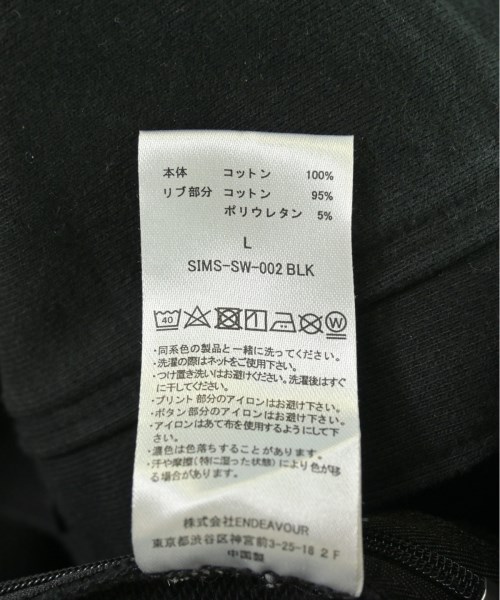 本体 コットン 100%
リブ部分 コットン 95%
ポリウレタン 5%
L
SIMS-SW-002 BLK
40 W
・同系色の製品と一緒に洗ってください。
・洗濯の際はネットをご使用下さい。
・つけ置き洗いはお避けください。洗濯後はすぐ
に干してください。
・プリント部分のアイロンはお避け下さい。
・ボタン部分のアイロンはお避け下さい。
・アイロンはあて布を使用するようにして下
さい。
・濃色は色落ちすることがあります。
・汗や摩擦(特に湿った状態)により色が移
る場合があります。
株式会社ENDEAVOUR
東京都渋谷区神宮前3-25-18 2F
中国製